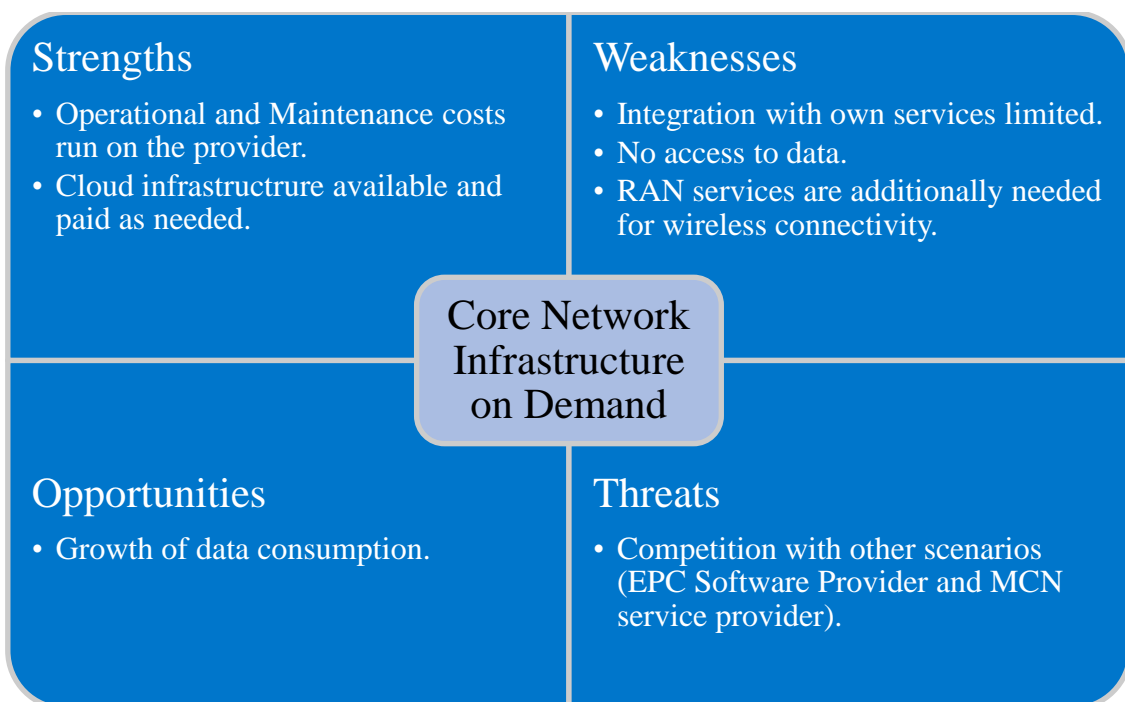 Strengths
• Operational and Maintenance costs
run on the provider.
• Cloud infrastructrure available and
paid as needed.
Weaknesses
• Integration with own services limited.
• No access to data.
• RAN services are additionally needed
for wireless connectivity.
Core Network
Infrastructure
on Demand
Opportunities
• Growth of data consumption.
Threats
• Competition with other scenarios
(EPC Software Provider and MCN
service provider).